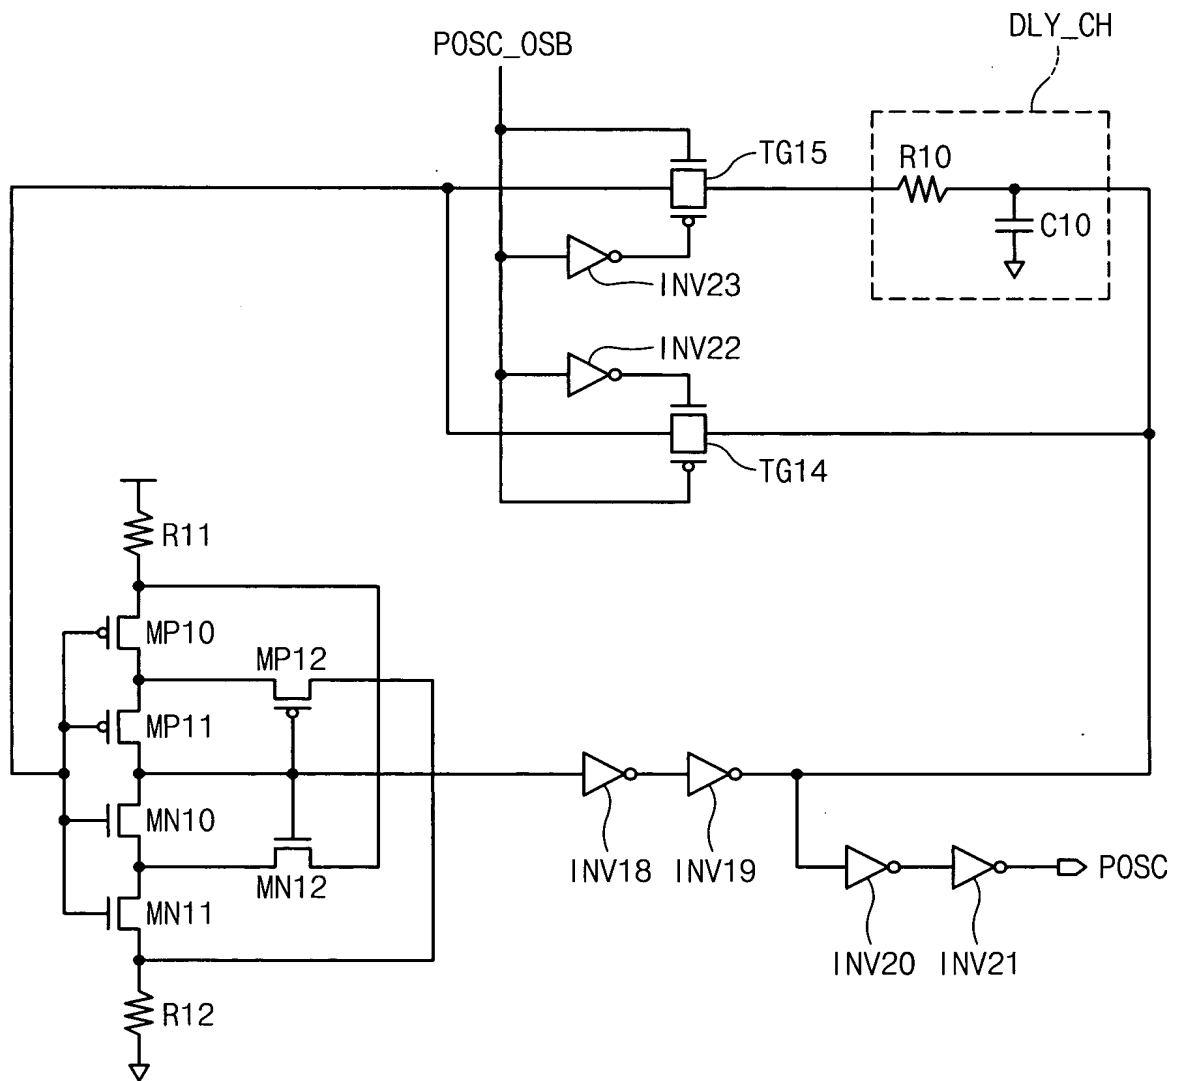 DLY_CH
POSC_OSB
TG15
R10
C10
INV23
INV22
TG14
R11
MP10
MP12
MP11
MN10
MN12
MN11
INV18
INV19
POSC
INV20
INV21
R12